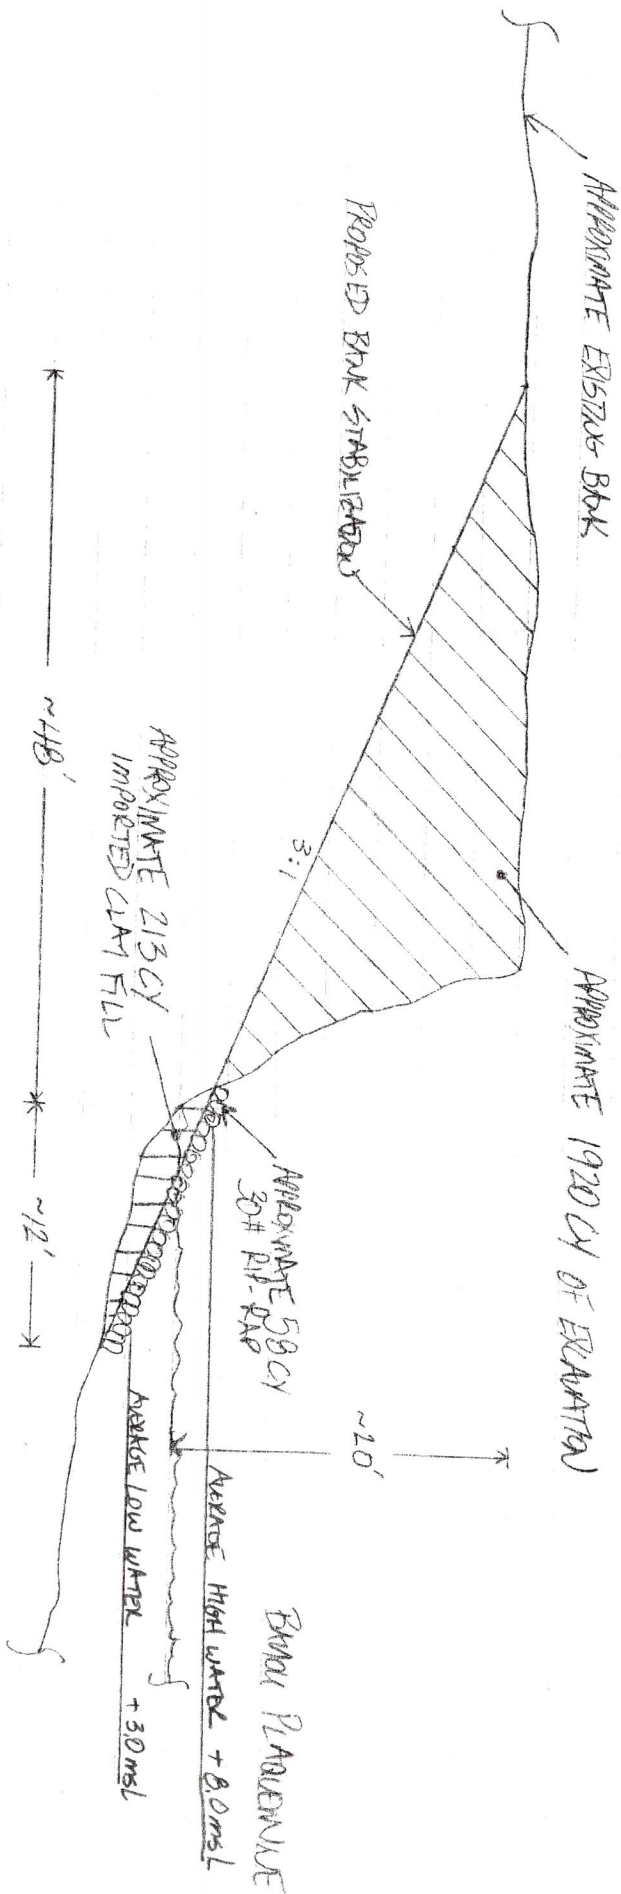 APPROXIMATE EXISTING BANK
PROPOSED BANK STABILIZATION
APPROXIMATE 1920 CY OF EXCAVATION
3:1
APPROXIMATE 213 CY
IMPORTED CLAY FILL
APPROXIMATE 58 CY
30# RIP-RAP
~20'
~48'
~12'
BAYOU PLAQUEMINE
AVERAGE HIGH WATER +8.0 msL
AVERAGE LOW WATER +3.0 msL